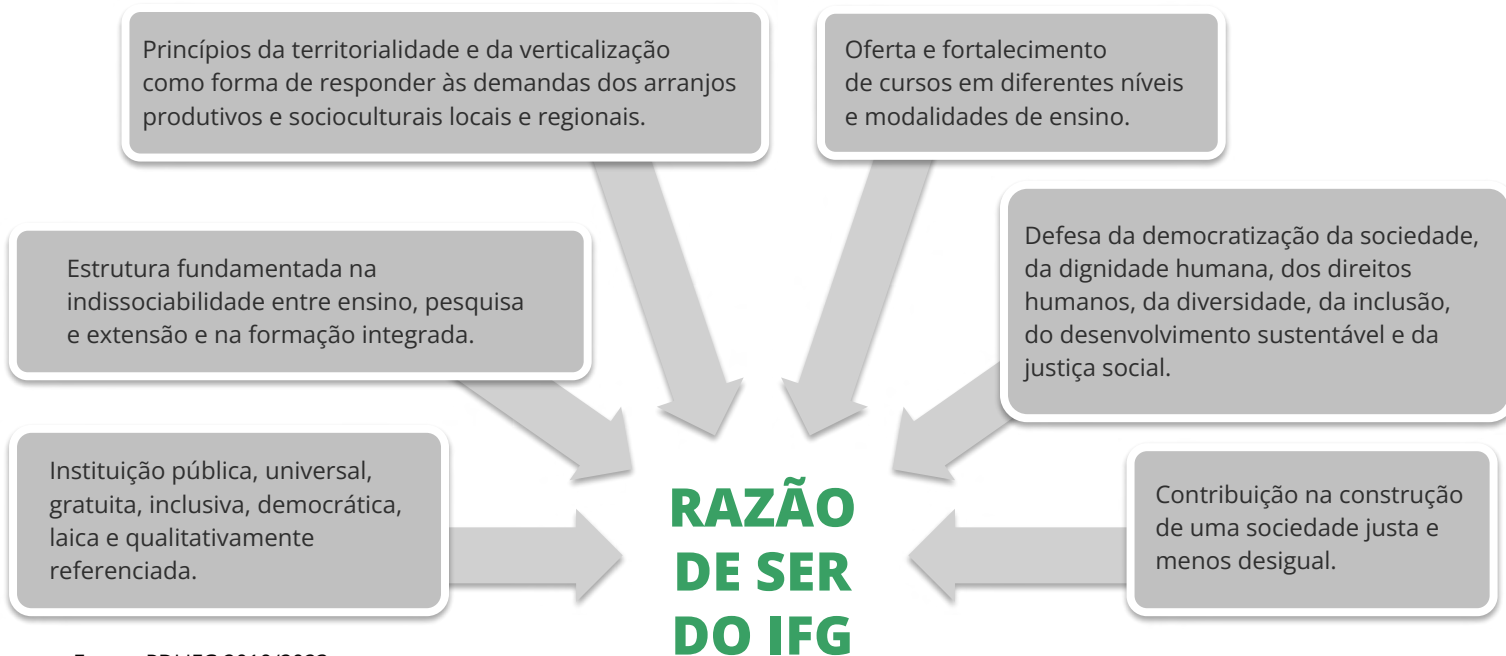 Princípios da territorialidade e da verticalização
como forma de responder às demandas dos arranjos
produtivos e socioculturais locais e regionais.
Oferta e fortalecimento
de cursos em diferentes níveis
e modalidades de ensino.
Estrutura fundamentada na
indissociabilidade entre ensino, pesquisa
e extensão e na formação integrada.
Defesa da democratização da sociedade,
da dignidade humana, dos direitos
humanos, da diversidade, da inclusão,
do desenvolvimento sustentável e da
justiça social.
Instituição pública, universal,
gratuita, inclusiva, democrática,
laica e qualitativamente
referenciada.
Contribuição na construção
de uma sociedade justa e
menos desigual.
RAZÃO
DE SER
DO IFG